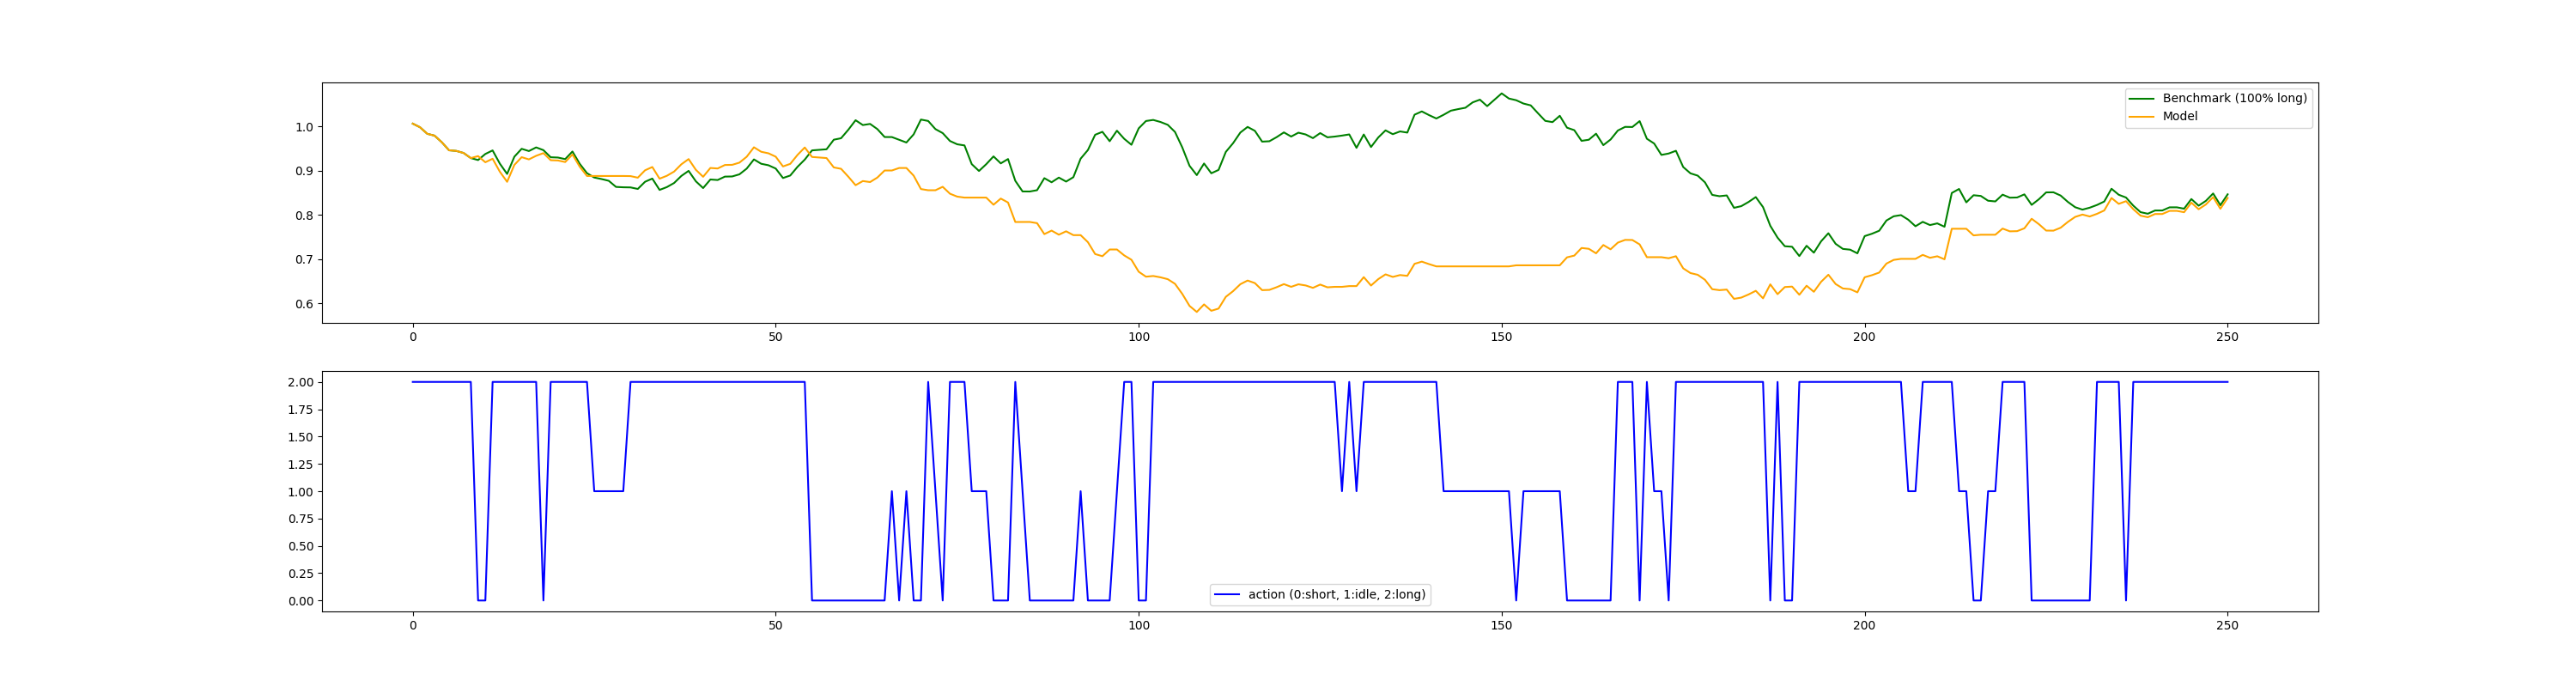 1.0
0.9
0.8
0.7
0.6
Benchmark (100% long)
Model
0 50 100 150 200 250
2.00
1.75
1.50
1.25
1.00
0.75
0.50
0.25
0.00
action (0:short, 1:idle, 2:long)
0 50 100 150 200 250